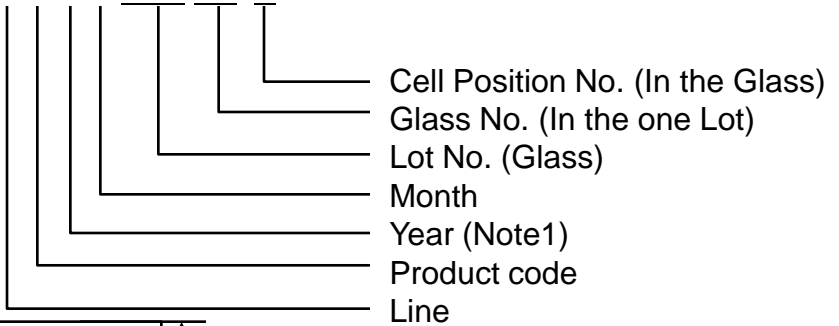 Cell Position No. (In the Glass)
Glass No. (In the one Lot)
Lot No. (Glass)
Month
Year (Note1)
Product code
Line